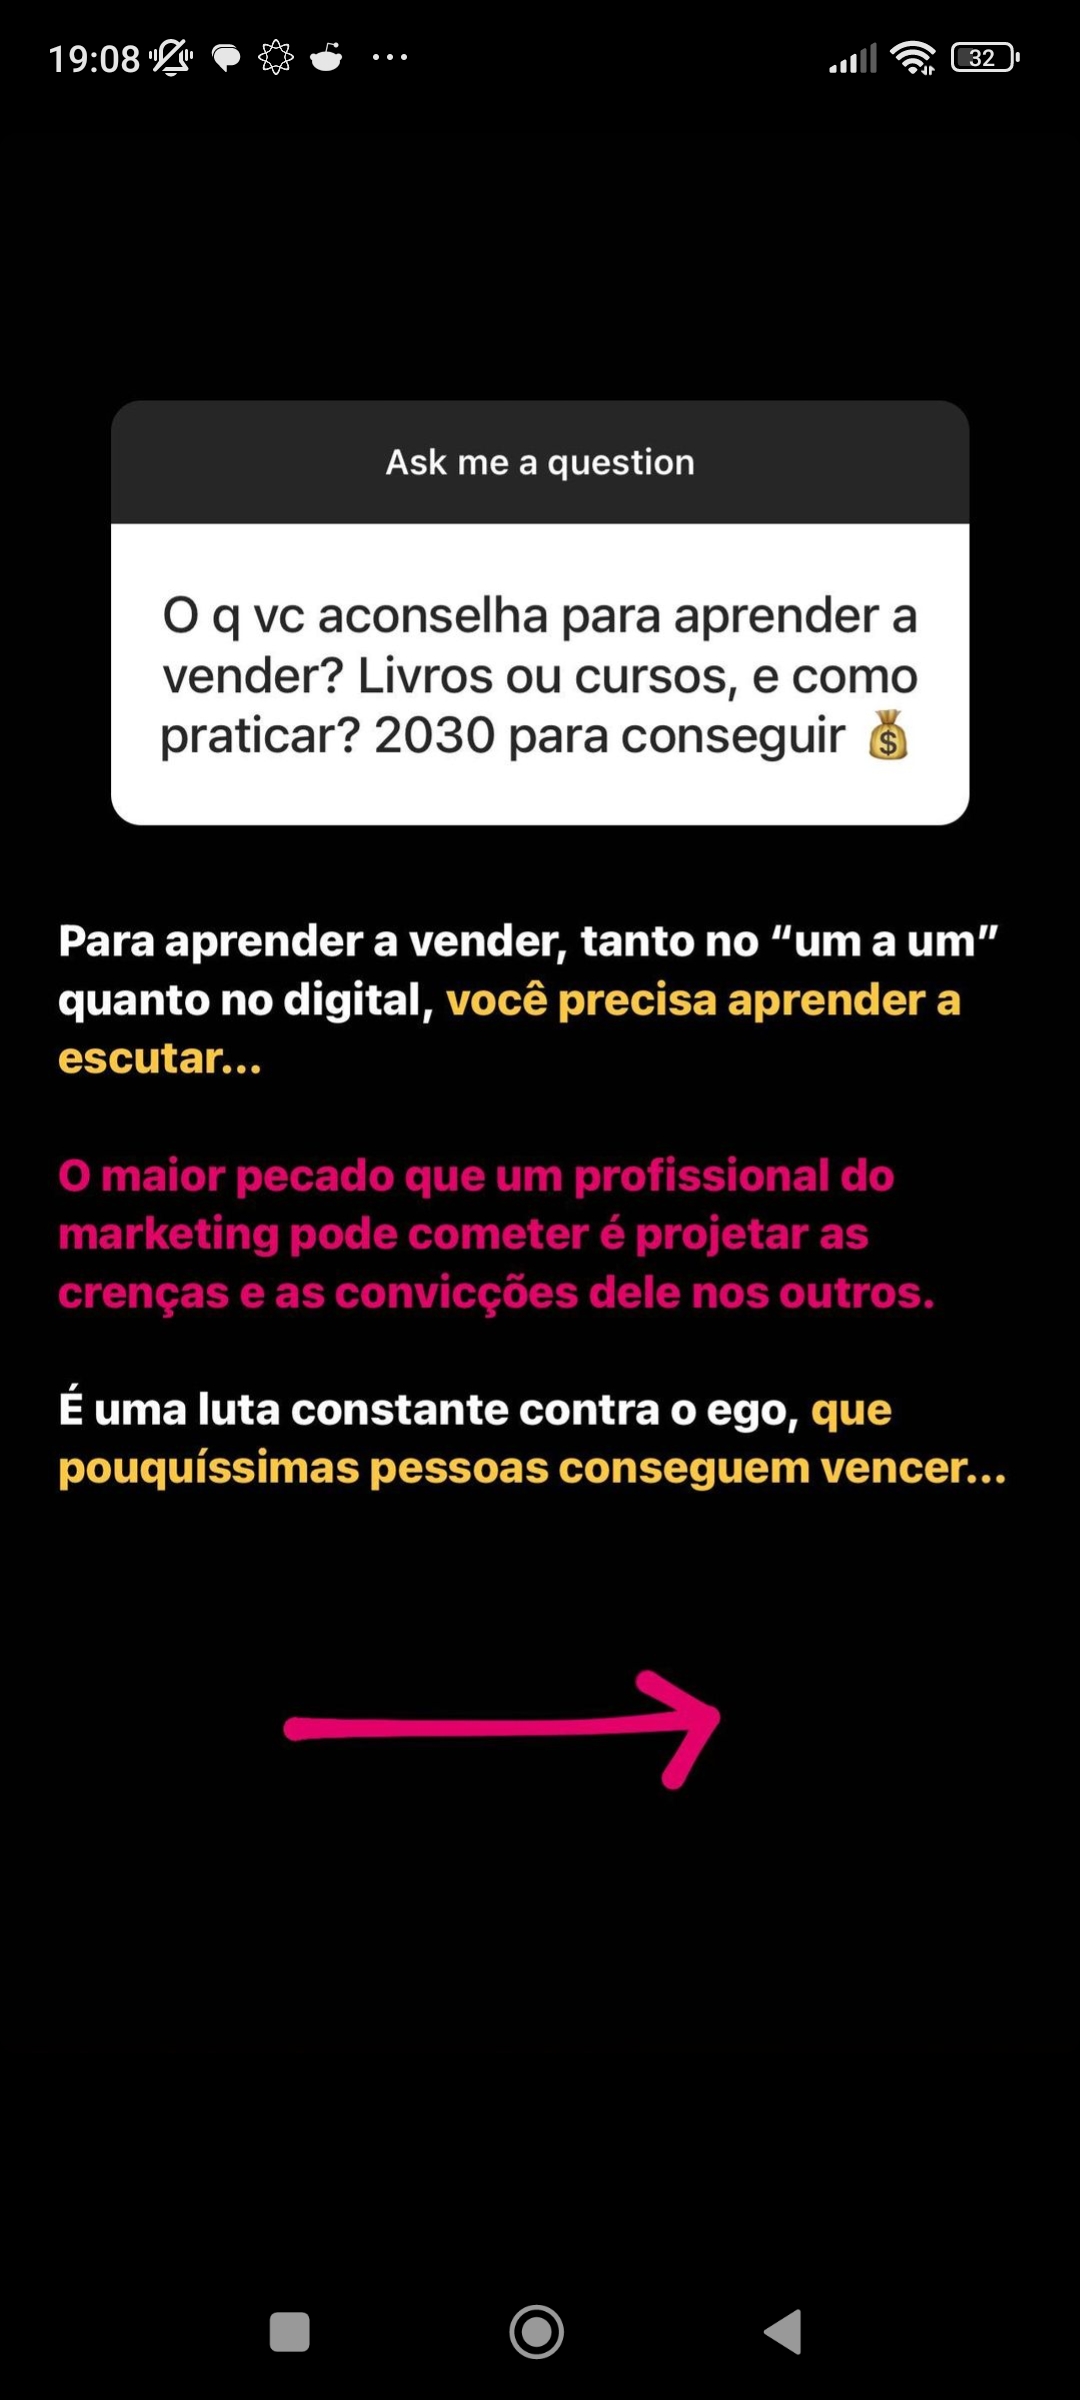 19:08
32
Ask me a question
O q vc aconselha para aprender a
vender? Livros ou cursos, e como
praticar? 2030 para conseguir 💰
Para aprender a vender, tanto no “um a um”
quanto no digital, você precisa aprender a
escutar...
O maior pecado que um profissional do
marketing pode cometer é projetar as
crenças e as convicções dele nos outros.
É uma luta constante contra o ego, que
pouquíssimas pessoas conseguem vencer...